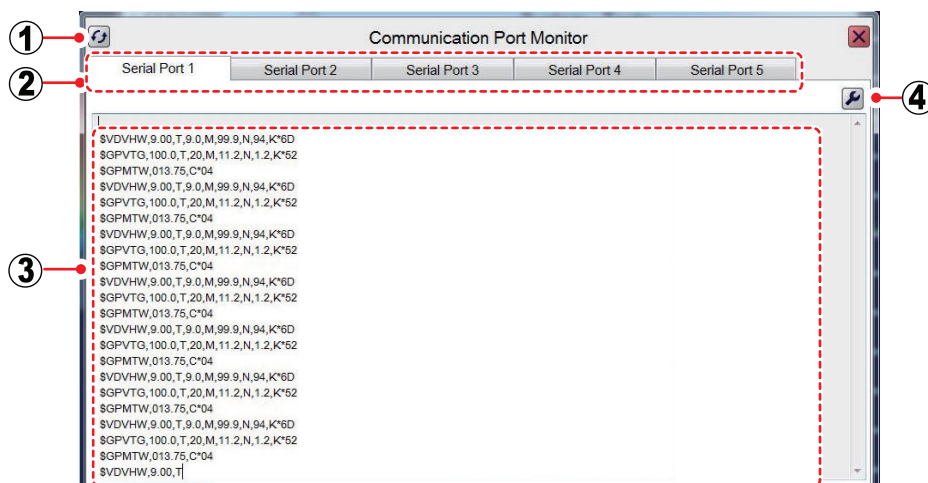 1
Communication Port Monitor
2
Serial Port 1 Serial Port 2 Serial Port 3 Serial Port 4 Serial Port 5
4
$VDVHW,9.00,T,9.0,M,99.9,N,94,K*6D
$GPVTG,100.0,T,20,M,11.2,N,1.2,K*52
$GPMTW,013.75,C*04
$VDVHW,9.00,T,9.0,M,99.9,N,94,K*6D
$GPVTG,100.0,T,20,M,11.2,N,1.2,K*52
$GPMTW,013.75,C*04
$VDVHW,9.00,T,9.0,M,99.9,N,94,K*6D
$GPVTG,100.0,T,20,M,11.2,N,1.2,K*52
3
$GPMTW,013.75,C*04
$VDVHW,9.00,T,9.0,M,99.9,N,94,K*6D
$GPVTG,100.0,T,20,M,11.2,N,1.2,K*52
$GPMTW,013.75,C*04
$VDVHW,9.00,T,9.0,M,99.9,N,94,K*6D
$GPVTG,100.0,T,20,M,11.2,N,1.2,K*52
$GPMTW,013.75,C*04
$VDVHW,9.00,T,9.0,M,99.9,N,94,K*6D
$GPVTG,100.0,T,20,M,11.2,N,1.2,K*52
$GPMTW,013.75,C*04
$VDVHW,9.00,T,9.0,M,99.9,N,94,K*6D
$GPVTG,100.0,T,20,M,11.2,N,1.2,K*52
$GPMTW,013.75,C*04
$VDVHW,9.00,T